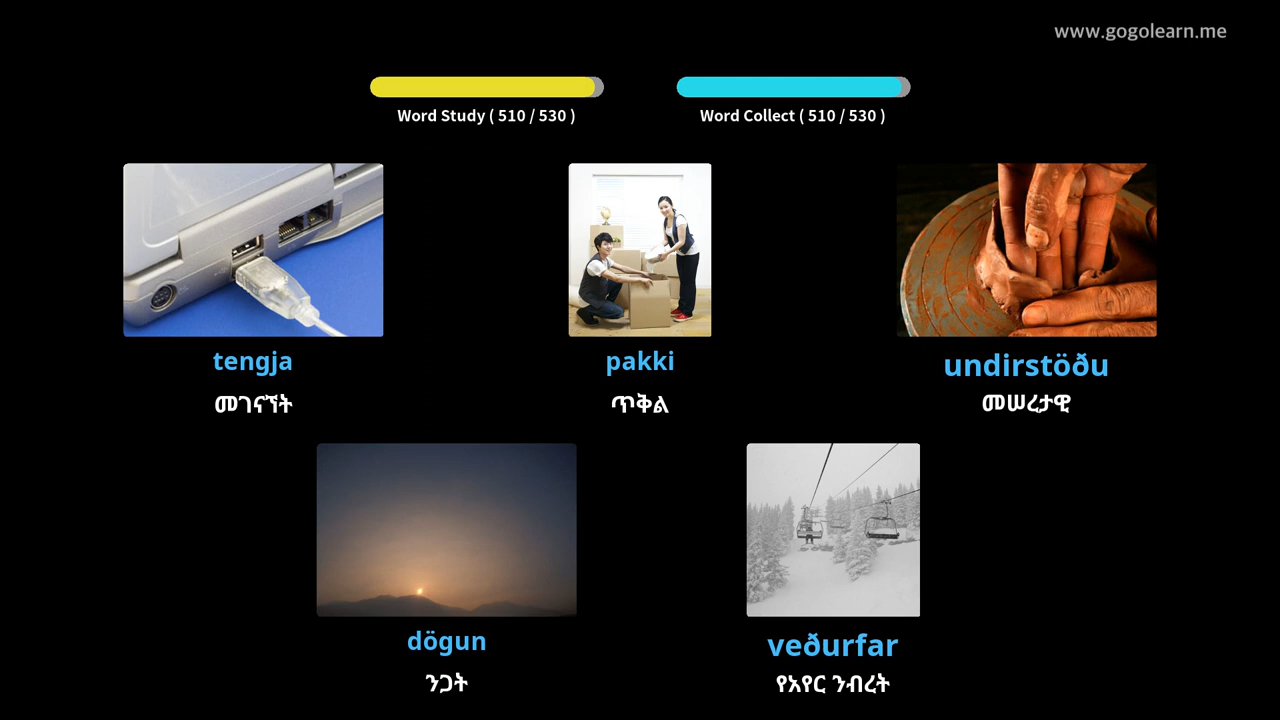 www.gogolearn.me
Word Study ( 510 / 530 )
Word Collect ( 510 / 530 )
tengja
pakki
undirstöðu
መገናኘት
ጥቅል
መሠረታዊ
dögun
veðurfar
ንጋት
የአየር ንብረት